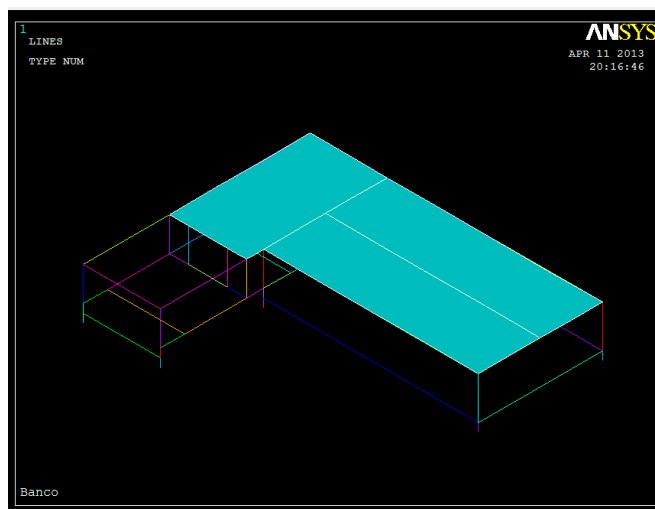 1
LINES
TYPE NUM
ANSYS
APR 11 2013
20:16:46
Banco